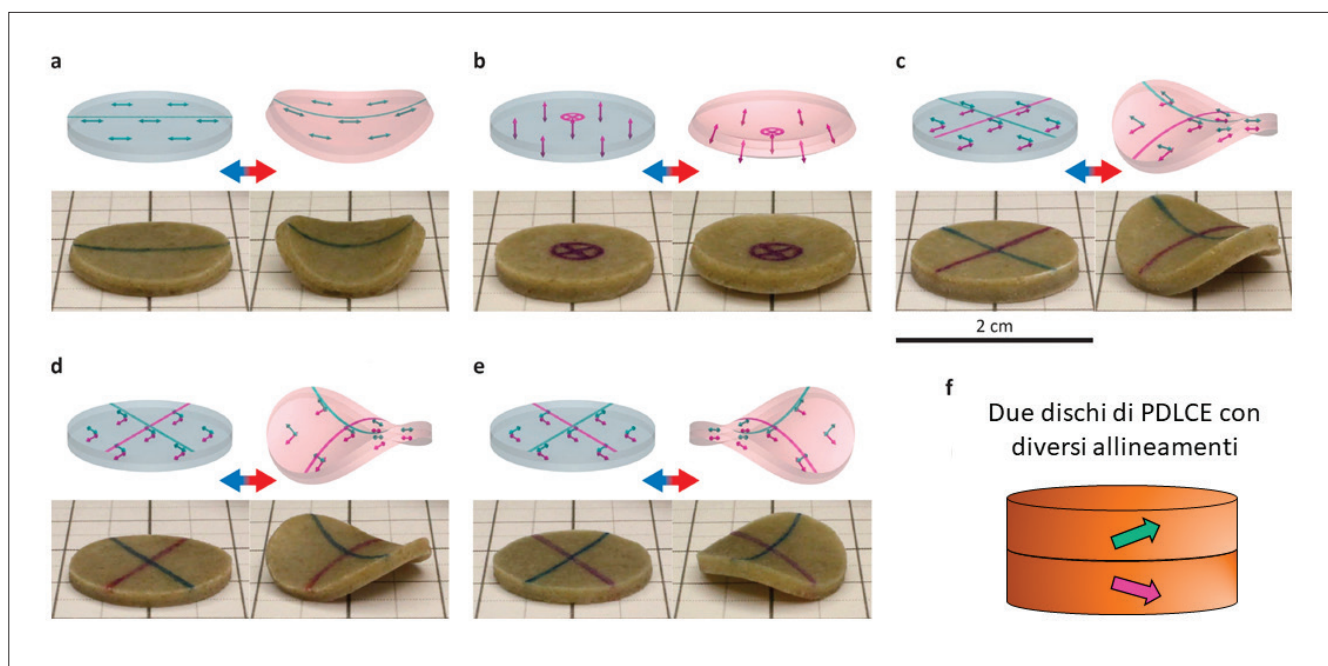 a
b
c
2 cm
d
e
f
Due dischi di PDLCE con
diversi allineamenti